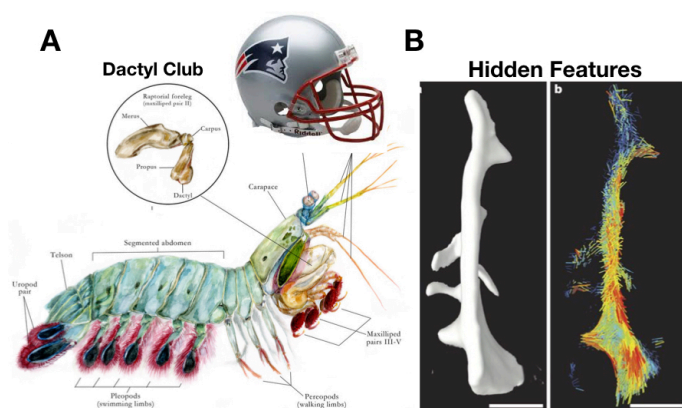 A
Dactyl Club
Raptorial foreleg
(maxilliped pair II)
Merus
Carpus
Propus
Dactyl
Riddell
Carapace
Segmented abdomen
Telson
Uropod
pair
Maxilliped
pairs III-V
Pleopods
(swimming limbs)
Pereopods
(walking limbs)
B
Hidden Features
b